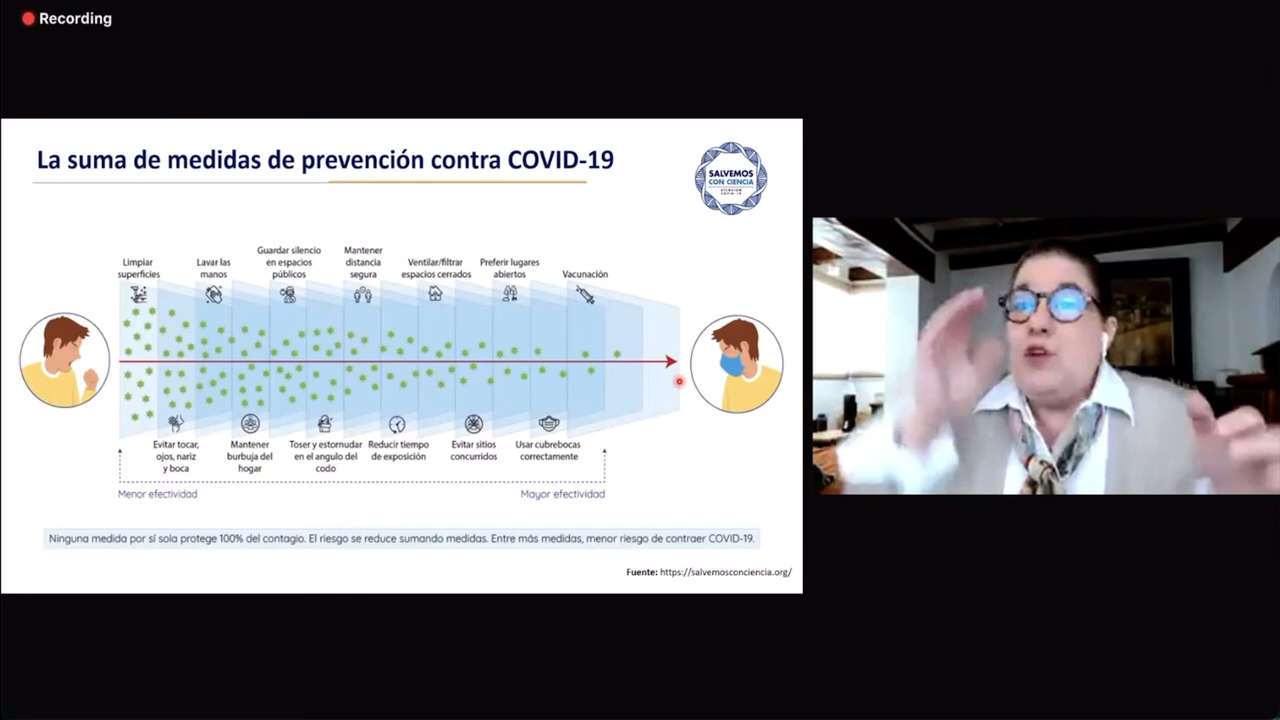 Recording
La suma de medidas de prevención contra COVID-19
SALVEMOS
CON CIENCIA
ATENCIÓN
COVID-19
Limpiar
superficies
Lavar las
manos
Guardar silencio
en espacios
públicos
Mantener
distancia
segura
Ventilar/filtrar
espacios cerrados
Preferir lugares
abiertos
Vacunación
Evitar tocar,
ojos, nariz
y boca
Mantener
burbuja del
hogar
Toser y estornudar
en el angulo del
codo
Reducir tiempo
de exposición
Evitar sitios
concurridos
Usar cubrebocas
correctamente
Menor efectividad
Mayor efectividad
Ninguna medida por sí sola protege 100% del contagio. El riesgo se reduce sumando medidas. Entre más medidas, menor riesgo de contraer COVID-19.
Fuente: https://salvemosconciencia.org/